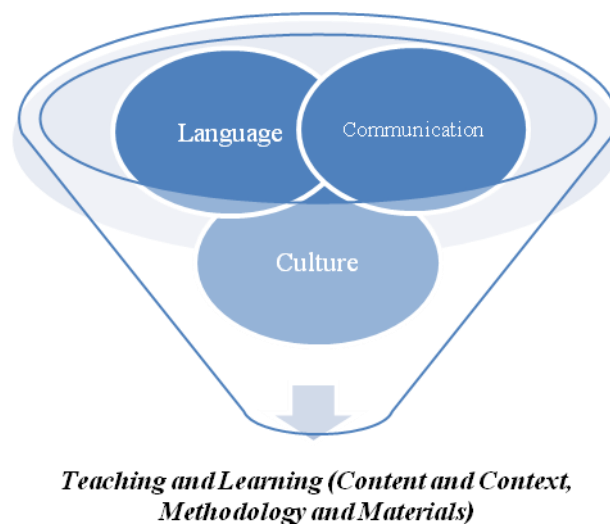 Language
Communication
Culture
Teaching and Learning (Content and Context,
Methodology and Materials)